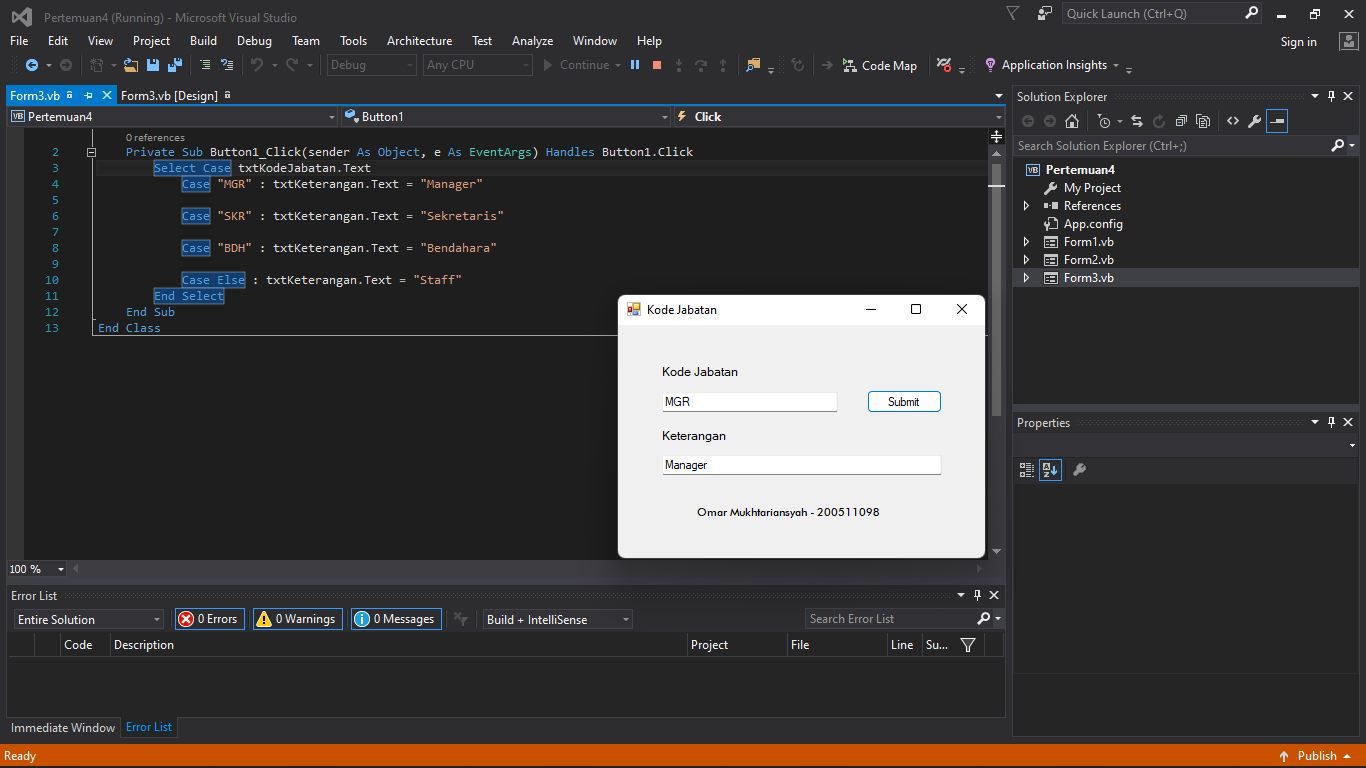 Pertemuan4 (Running) - Microsoft Visual Studio
Quick Launch (Ctrl+Q)
File Edit View Project Build Debug Team Tools Architecture Test Analyze Window Help
Sign in
Debug Any CPU Continue Code Map Application Insights
Form3.vb Form3.vb [Design]
VB Pertemuan4 Button1 Click
0 references
2 Private Sub Button1_Click(sender As Object, e As EventArgs) Handles Button1.Click
3 Select Case txtKodeJabatan.Text
4 Case "MGR" : txtKeterangan.Text = "Manager"
5
6 Case "SKR" : txtKeterangan.Text = "Sekretaris"
7
8 Case "BDH" : txtKeterangan.Text = "Bendahara"
9
10 Case Else : txtKeterangan.Text = "Staff"
11 End Select
12 End Sub
13 End Class
100 %
Kode Jabatan
Kode Jabatan
MGR Submit
Keterangan
Manager
Omar Mukhtariansyah - 200511098
Solution Explorer
Search Solution Explorer (Ctrl+;)
VB Pertemuan4
My Project
References
App.config
Form1.vb
Form2.vb
Form3.vb
Properties
Error List
Entire Solution 0 Errors 0 Warnings 0 Messages Build + IntelliSense Search Error List
Code Description Project File Line Su...
Immediate Window Error List
Ready Publish